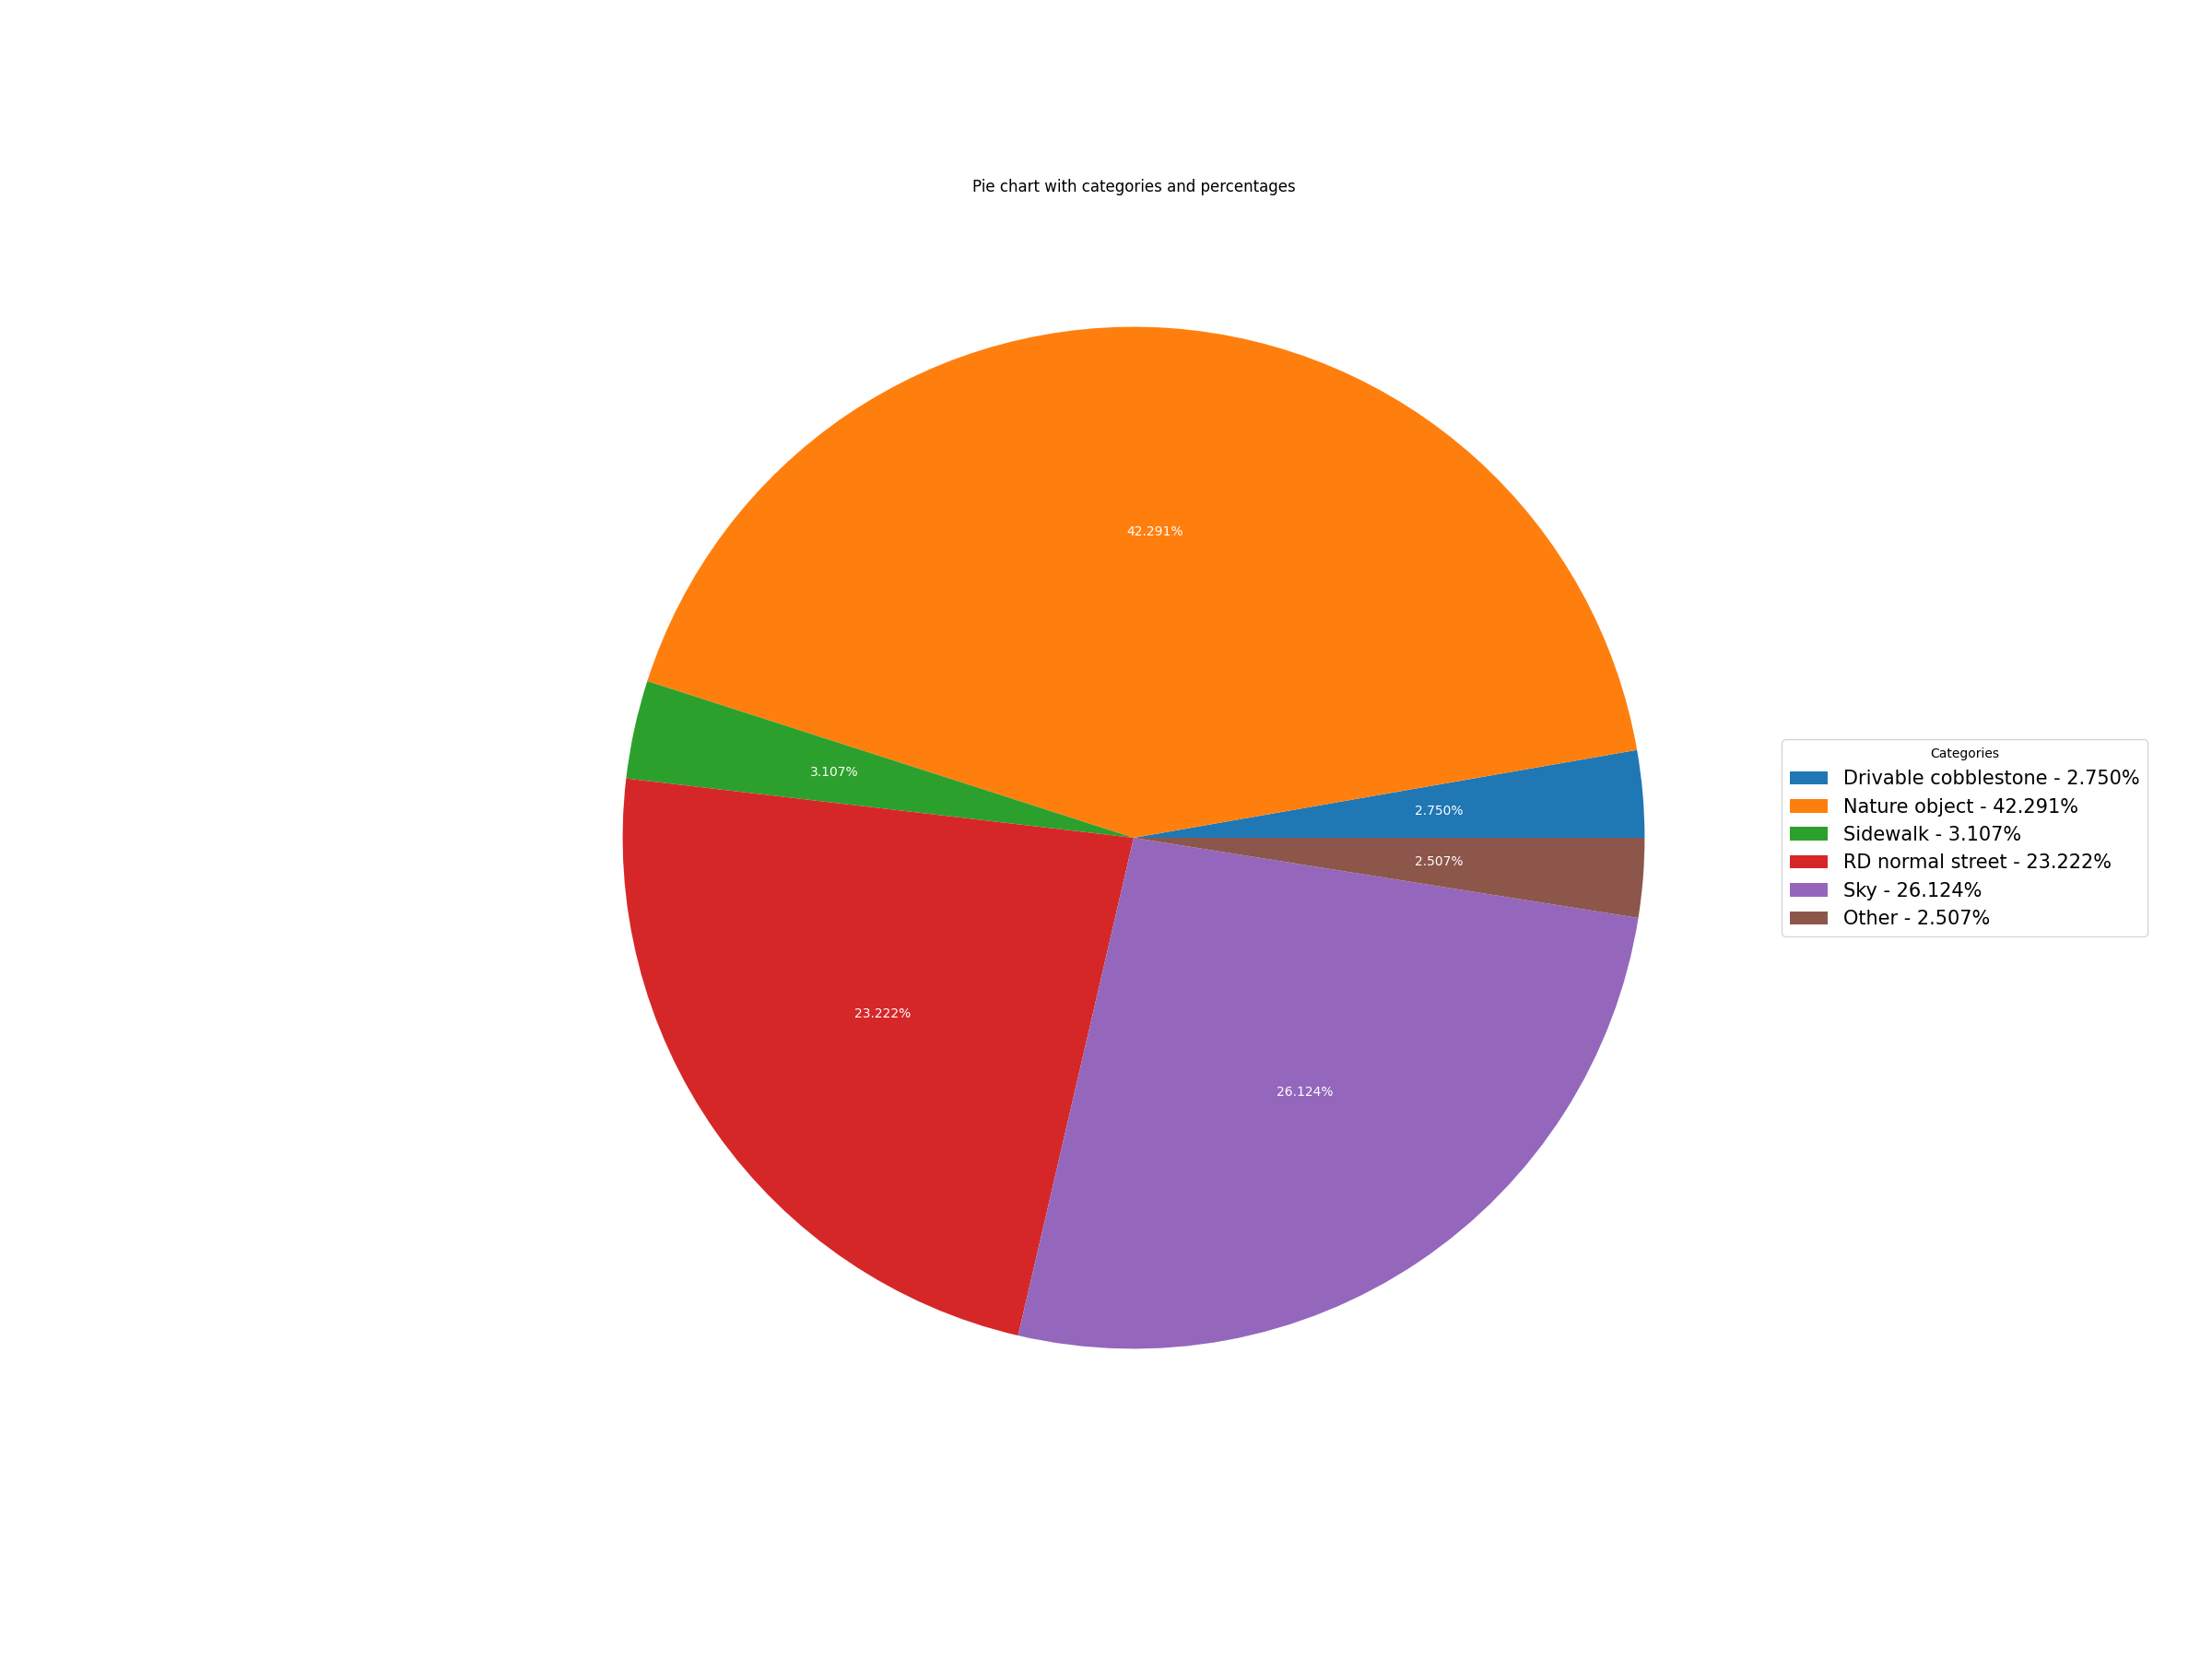 Pie chart with categories and percentages
42.291%
3.107%
2.750%
2.507%
23.222%
26.124%
Categories
Drivable cobblestone - 2.750%
Nature object - 42.291%
Sidewalk - 3.107%
RD normal street - 23.222%
Sky - 26.124%
Other - 2.507%